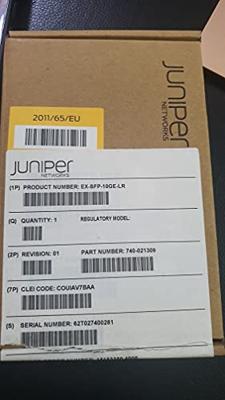 2011/65/EU
JUNIPER
NETWORKS
JUNIPER
NETWORKS
(1P) PRODUCT NUMBER: EX-SFP-10GE-LR
(Q) QUANTITY: 1 REGULATORY MODEL:
(2P) REVISION: 01 PART NUMBER: 740-021309
(7P) CLEI CODE: COUIAV7BAA
(S) SERIAL NUMBER: 62T027400281